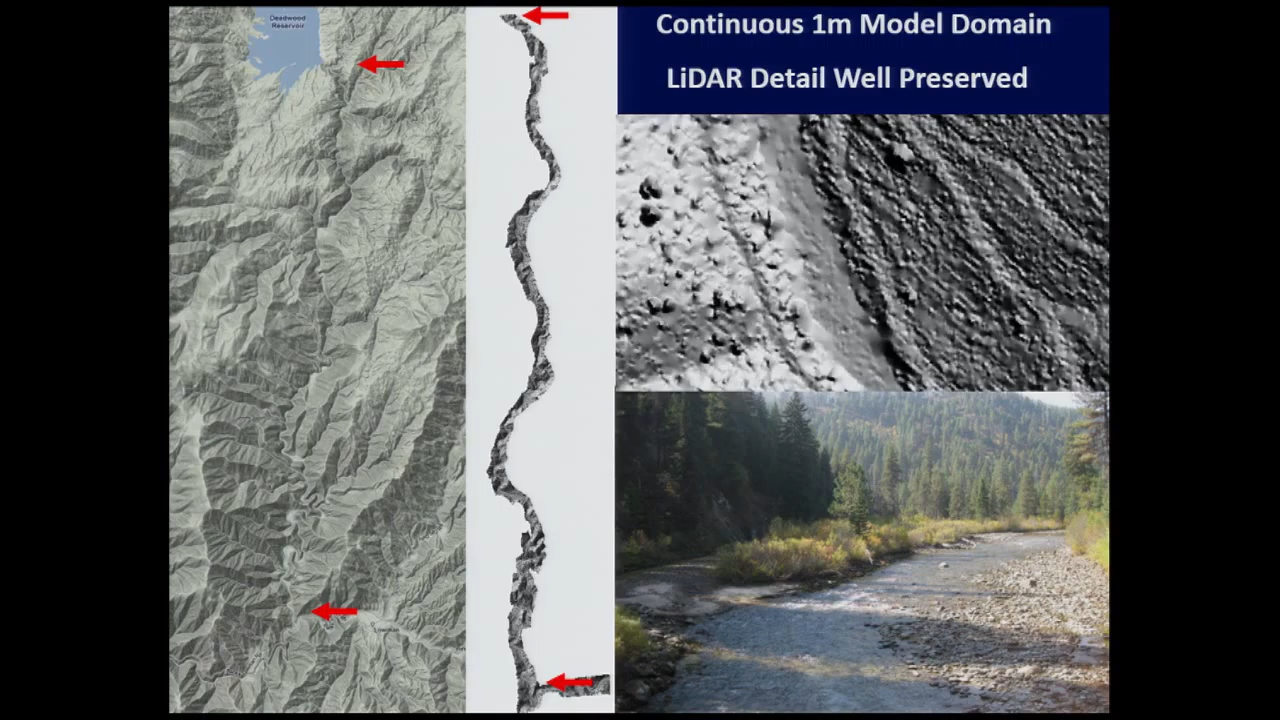 Deadwood
Reservoir
Continuous 1m Model Domain
LiDAR Detail Well Preserved